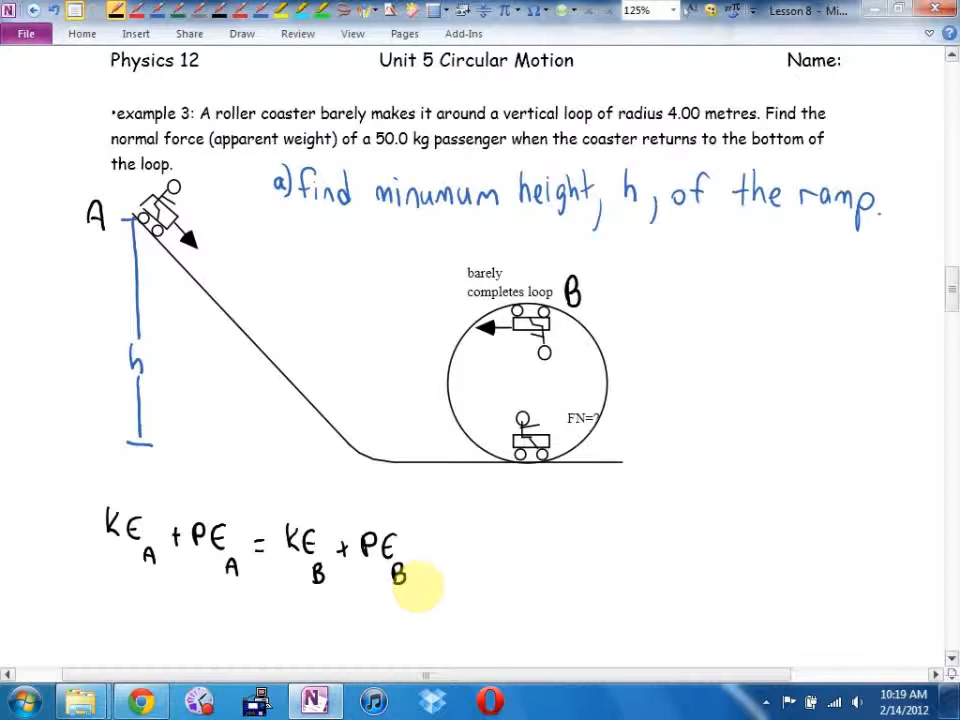 125%
Lesson 8 - Mi...
File Home Insert Share Draw Review View Pages Add-Ins
Physics 12 Unit 5 Circular Motion Name:
•example 3: A roller coaster barely makes it around a vertical loop of radius 4.00 metres. Find the
normal force (apparent weight) of a 50.0 kg passenger when the coaster returns to the bottom of
the loop.
a) find minumum height, h, of the ramp.
A
barely
completes loop B
h
FN=?
KE A + PE A = KE B + PE B
10:19 AM
2/14/2012